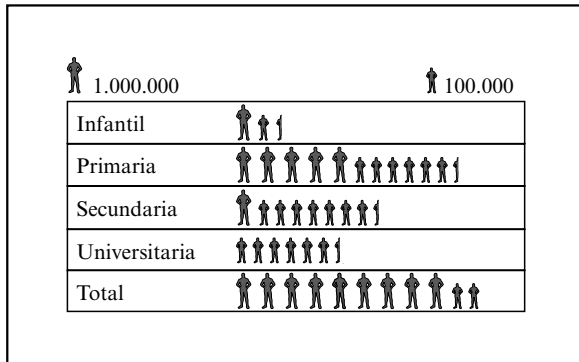 1.000.000 100.000
Infantil
Primaria
Secundaria
Universitaria
Total